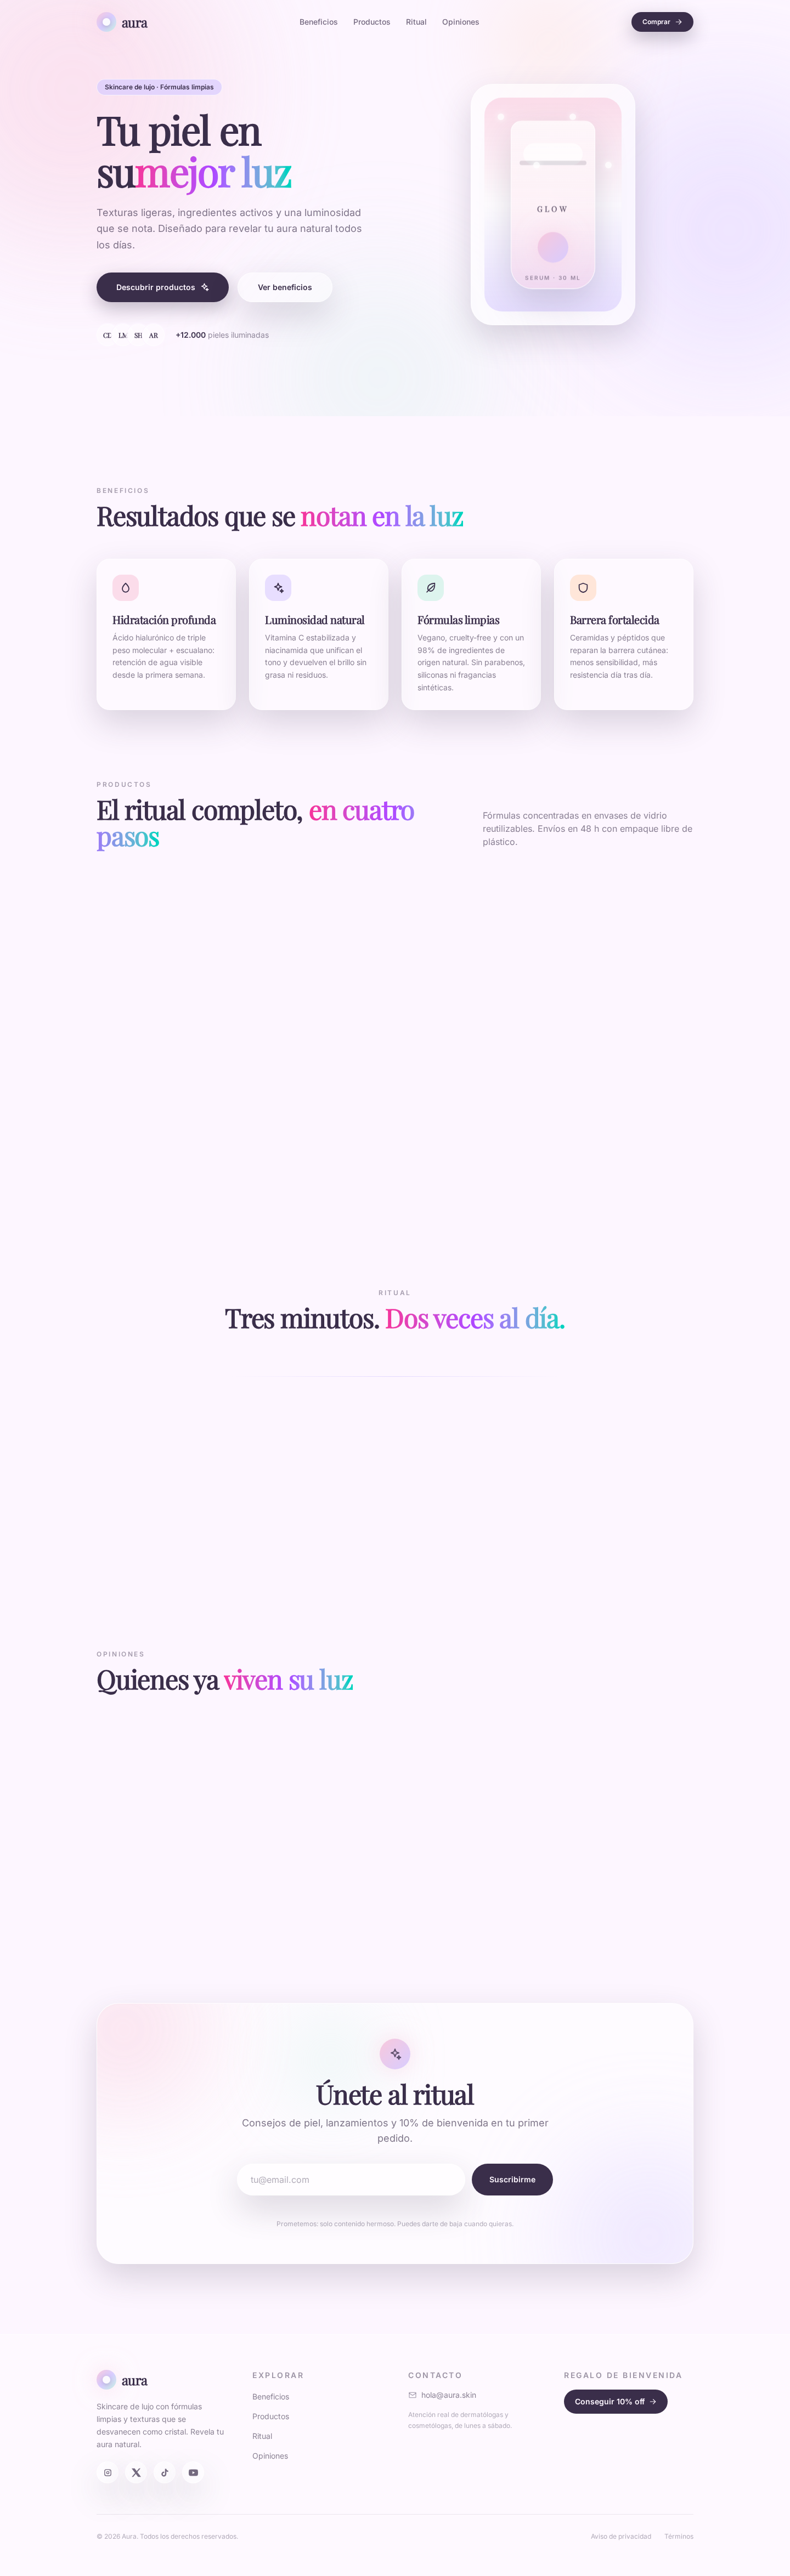 aura
Beneficios
Productos
Ritual
Opiniones
Comprar
Skincare de lujo · Fórmulas limpias
Tu piel en
sumejor luz
Texturas ligeras, ingredientes activos y una luminosidad
que se nota. Diseñado para revelar tu aura natural todos
los días.
Descubrir productos
Ver beneficios
SH
AR
+12.000 pieles iluminadas
GLOW
SERUM · 30 ML
BENEFICIOS
Resultados que se notan en la luz
Hidratación profunda
Ácido hialurónico de triple
peso molecular + escualano:
retención de agua visible
desde la primera semana.
Luminosidad natural
Vitamina C estabilizada y
niacinamida que unifican el
tono y devuelven el brillo sin
grasa ni residuos.
Fórmulas limpias
Vegano, cruelty-free y con un
98% de ingredientes de
origen natural. Sin parabenos,
siliconas ni fragancias
sintéticas.
Barrera fortalecida
Ceramidas y péptidos que
reparan la barrera cutánea:
menos sensibilidad, más
resistencia día tras día.
PRODUCTOS
El ritual completo, en cuatro
pasos
Fórmulas concentradas en envases de vidrio
reutilizables. Envíos en 48 h con empaque libre de
plástico.
RITUAL
Tres minutos. Dos veces al día.
OPINIONES
Quienes ya viven su luz
Únete al ritual
Consejos de piel, lanzamientos y 10% de bienvenida en tu primer
pedido.
tu@email.com
Suscribirme
Prometemos: solo contenido hermoso. Puedes darte de baja cuando quieras.
aura
Skincare de lujo con fórmulas
limpias y texturas que se
desvanecen como cristal. Revela tu
aura natural.
EXPLORAR
Beneficios
Productos
Ritual
Opiniones
CONTACTO
hola@aura.skin
Atención real de dermatólogas y
cosmetólogas, de lunes a sábado.
REGALO DE BIENVENIDA
Conseguir 10% off
© 2026 Aura. Todos los derechos reservados.
Aviso de privacidad
Términos